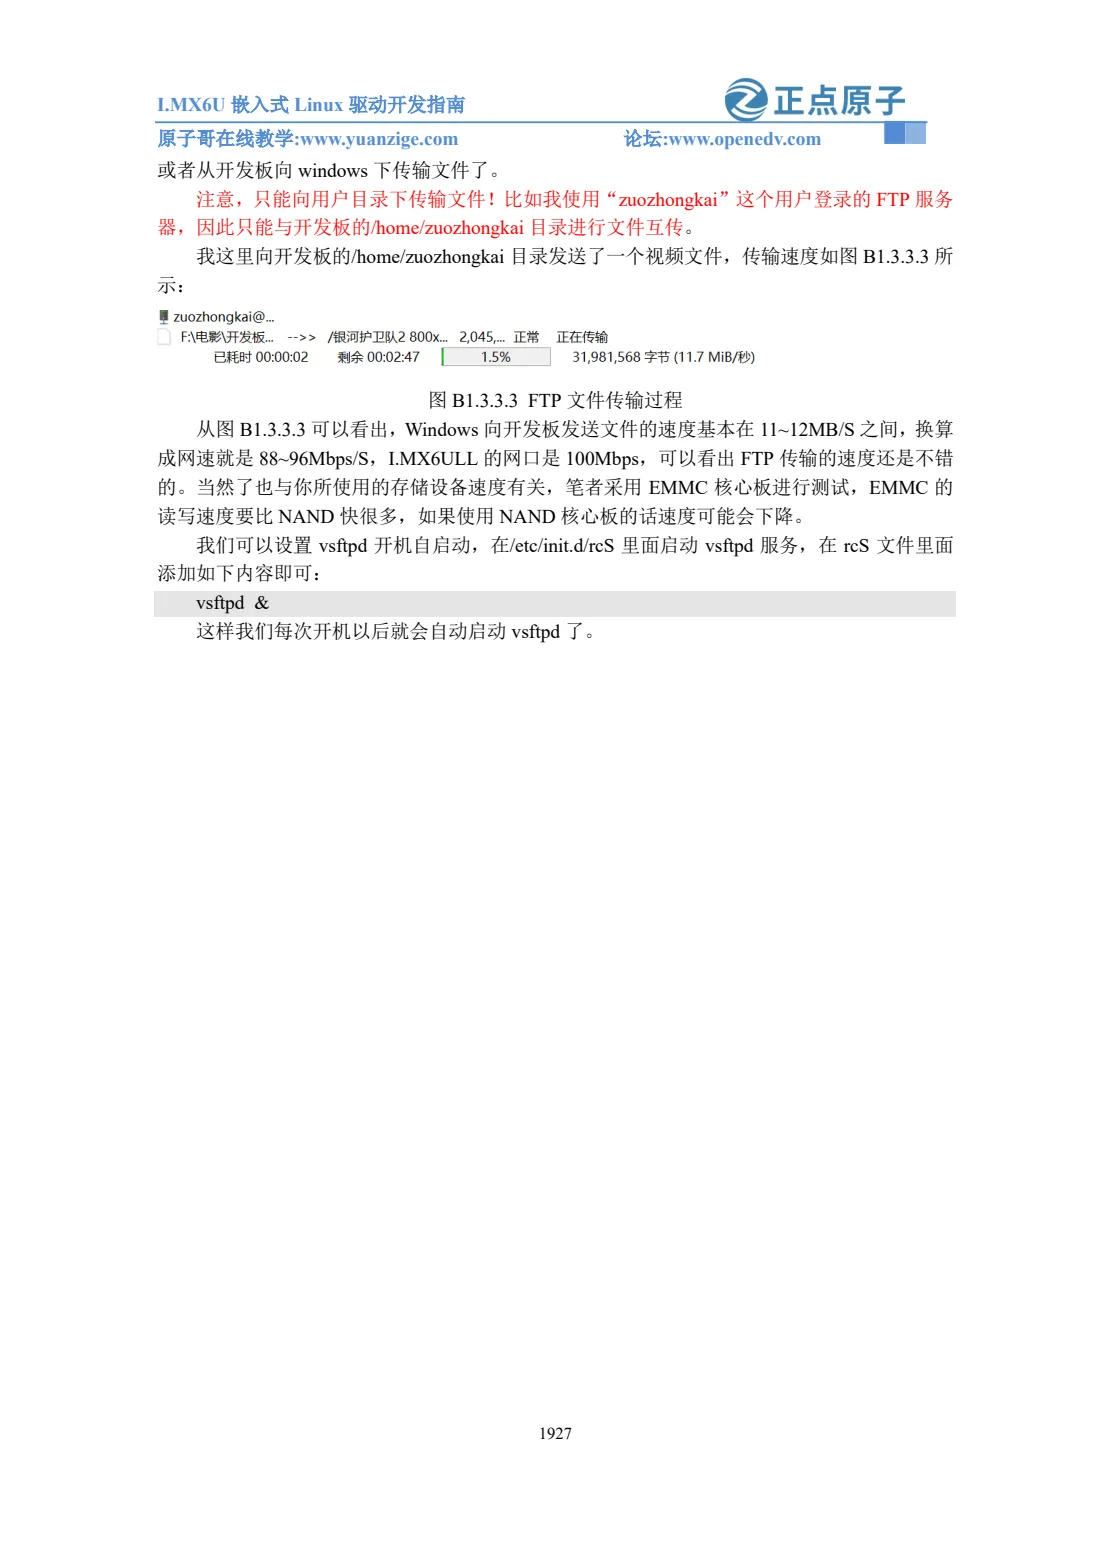 I.MX6U 嵌入式 Linux 驱动开发指南
正点原子
原子哥在线教学:www.yuanzige.com 论坛:www.openedv.com
或者从开发板向 windows 下传输文件了。
注意，只能向用户目录下传输文件！比如我使用“zuozhongkai”这个用户登录的 FTP 服务
器，因此只能与开发板的/home/zuozhongkai 目录进行文件互传。
我这里向开发板的/home/zuozhongkai 目录发送了一个视频文件，传输速度如图 B1.3.3.3 所
示：
zuozhongkai@...
F:\电影\开发板... -->> /银河护卫队2 800x... 2,045,... 正常 正在传输
已耗时 00:00:02 剩余 00:02:47 1.5% 31,981,568 字节 (11.7 MiB/秒)
图 B1.3.3.3 FTP 文件传输过程
从图 B1.3.3.3 可以看出，Windows 向开发板发送文件的速度基本在 11~12MB/S 之间，换算
成网速就是 88~96Mbps/S，I.MX6ULL 的网口是 100Mbps，可以看出 FTP 传输的速度还是不错
的。当然了也与你所使用的存储设备速度有关，笔者采用 EMMC 核心板进行测试，EMMC 的
读写速度要比 NAND 快很多，如果使用 NAND 核心板的话速度可能会下降。
我们可以设置 vsftpd 开机自启动，在/etc/init.d/rcS 里面启动 vsftpd 服务，在 rcS 文件里面
添加如下内容即可：
vsftpd &
这样我们每次开机以后就会自动启动 vsftpd 了。
1927